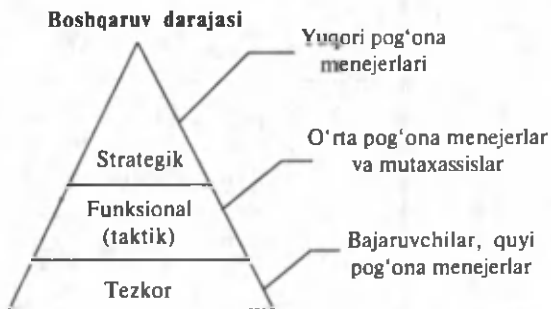 Boshqaruv darajasi
Yuqori pog‘ona
menejerlari
Strategik
O‘rta pog‘ona menejerlar
va mutaxassislar
Funksional
(taktik)
Bajaruvchilar, quyi
pog‘ona menejerlar
Tezkor